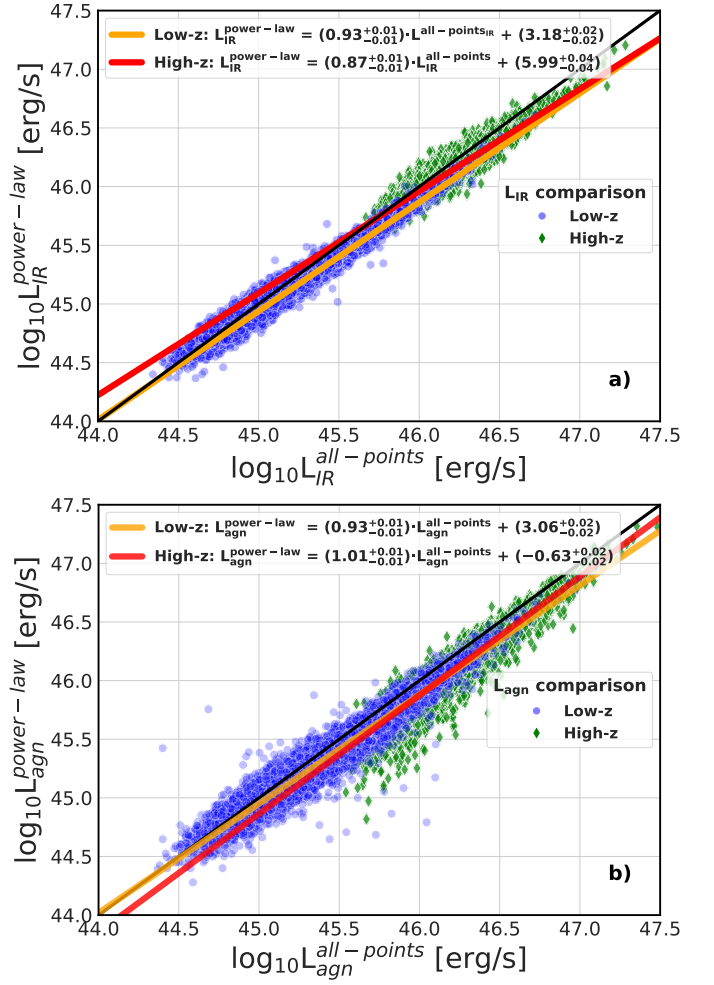 Low-z: L_IR^power−law = (0.93 +0.01 −0.01)·L^all−points_IR + (3.18 +0.02 −0.02)
High-z: L_IR^power−law = (0.87 +0.01 −0.01)·L_IR^all−points + (5.99 +0.04 −0.04)
47.5
47.0
46.5
46.0
45.5
45.0
44.5
44.0
log₁₀L_IR^power−law [erg/s]
L_IR comparison
Low-z
High-z
a)
44.0 44.5 45.0 45.5 46.0 46.5 47.0 47.5
log₁₀L_IR^all−points [erg/s]
Low-z: L_agn^power−law = (0.93 +0.01 −0.01)·L_agn^all−points + (3.06 +0.02 −0.02)
High-z: L_agn^power−law = (1.01 +0.01 −0.01)·L_agn^all−points + (−0.63 +0.02 −0.02)
47.5
47.0
46.5
46.0
45.5
45.0
44.5
44.0
log₁₀L_agn^power−law [erg/s]
L_agn comparison
Low-z
High-z
b)
44.0 44.5 45.0 45.5 46.0 46.5 47.0 47.5
log₁₀L_agn^all−points [erg/s]